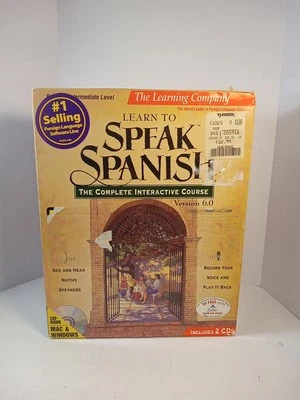 Intermediate Level
The Learning Company
#1
Selling
Foreign Language
Software Line
LEARN TO
SPEAK
SPANISH
THE COMPLETE INTERACTIVE COURSE
Version 6.0
SEE AND HEAR
NATIVE
SPEAKERS
RECORD YOUR
VOICE AND
PLAY IT BACK
CD-
ROM
MAC &
WINDOWS
INCLUDES 2 CDs